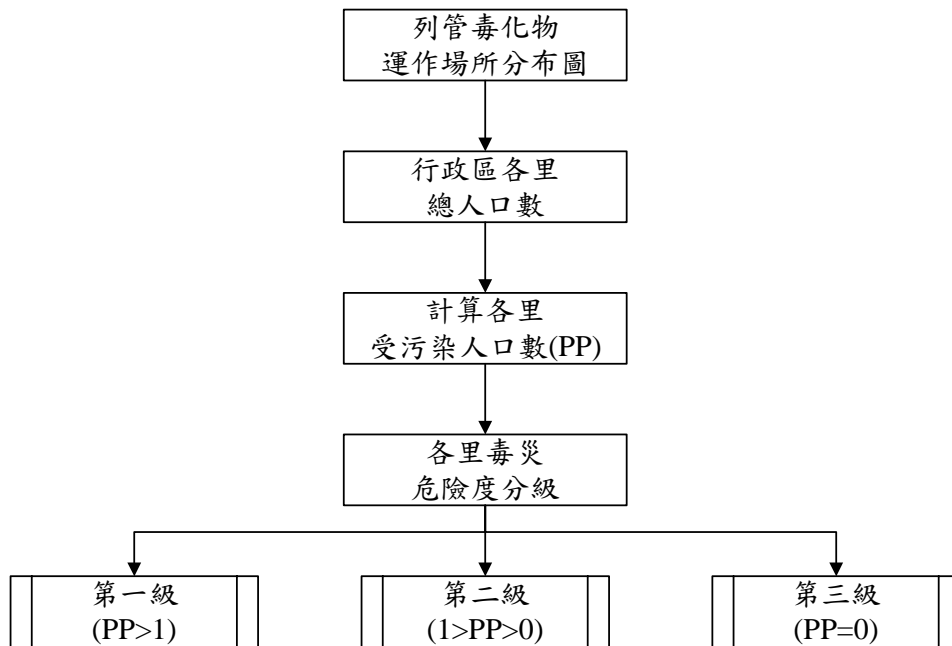 列管毒化物
運作場所分布圖
行政區各里
總人口數
計算各里
受污染人口數(PP)
各里毒災
危險度分級
第一級
(PP>1)
第二級
(1>PP>0)
第三級
(PP=0)